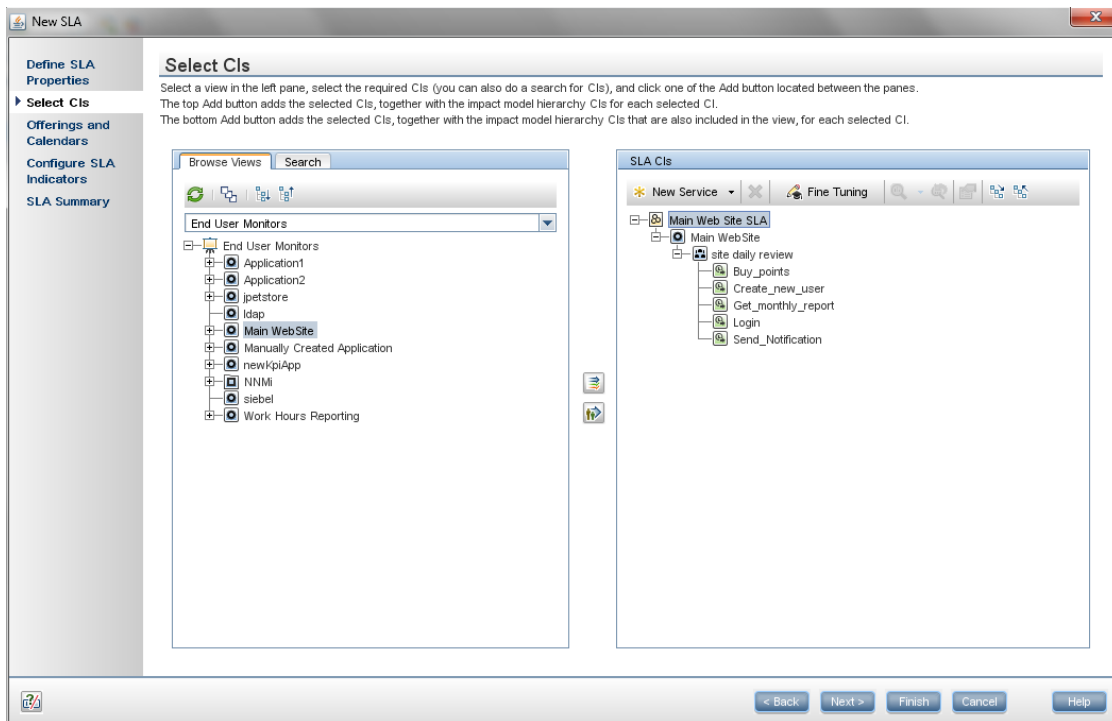 New SLA
Define SLA
Properties
Select CIs
Offerings and
Calendars
Configure SLA
Indicators
SLA Summary
Select CIs
Select a view in the left pane, select the required CIs (you can also do a search for CIs), and click one of the Add button located between the panes.
The top Add button adds the selected CIs, together with the impact model hierarchy CIs for each selected CI.
The bottom Add button adds the selected CIs, together with the impact model hierarchy CIs that are also included in the view, for each selected CI.
Browse Views Search
End User Monitors
End User Monitors
Application1
Application2
jpetstore
ldap
Main WebSite
Manually Created Application
newKpiApp
NNMi
siebel
Work Hours Reporting
SLA CIs
New Service Fine Tuning
Main Web Site SLA
Main WebSite
site daily review
Buy_points
Create_new_user
Get_monthly_report
Login
Send_Notification
< Back Next > Finish Cancel Help